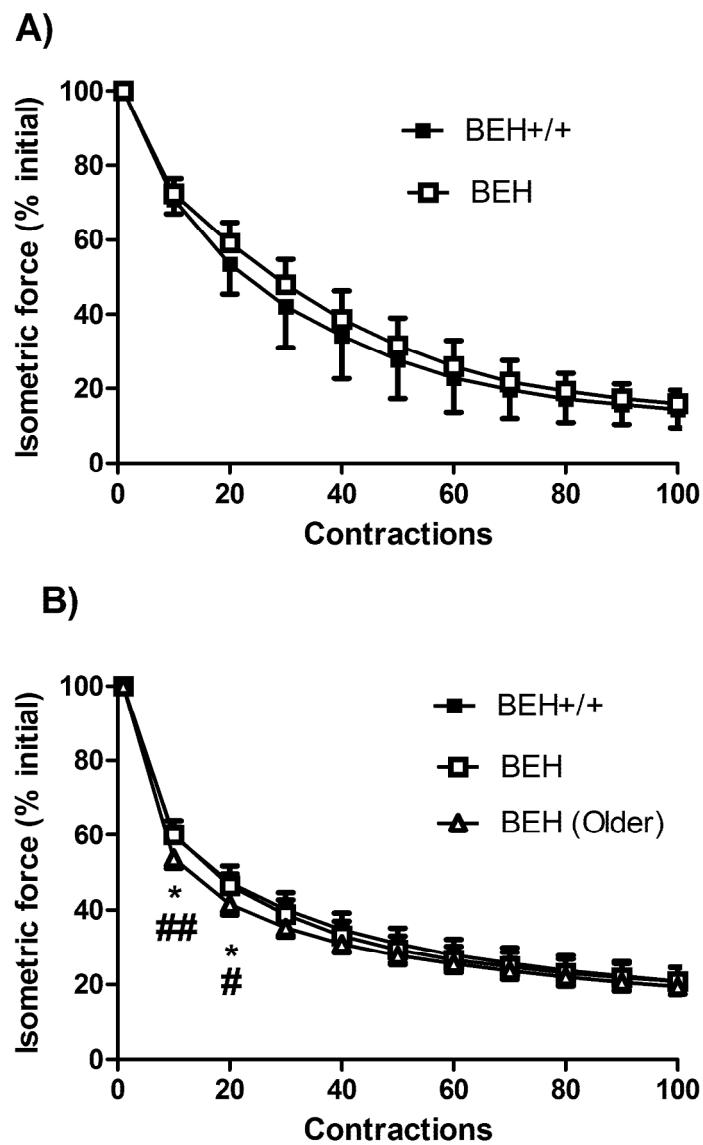 A)
Isometric force (% initial)
100
80
60
40
20
0
BEH+/+
BEH
0 20 40 60 80 100
Contractions
B)
Isometric force (% initial)
100
80
60
40
20
0
BEH+/+
BEH
BEH (Older)
*
##
*
#
0 20 40 60 80 100
Contractions